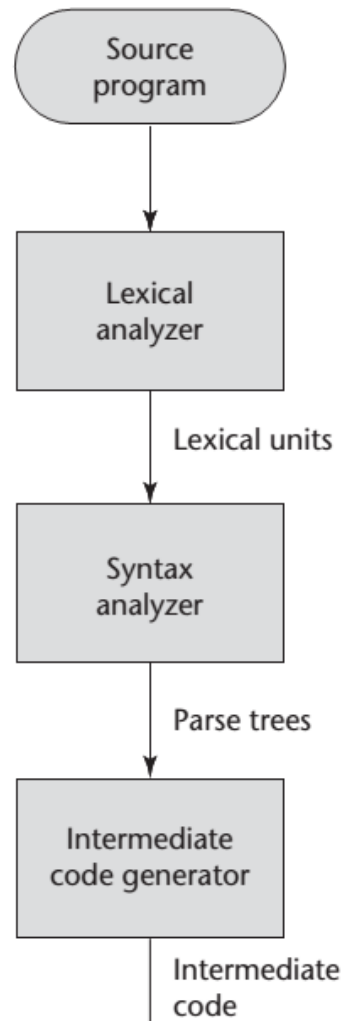 Source
program
Lexical
analyzer
Lexical units
Syntax
analyzer
Parse trees
Intermediate
code generator
Intermediate
code